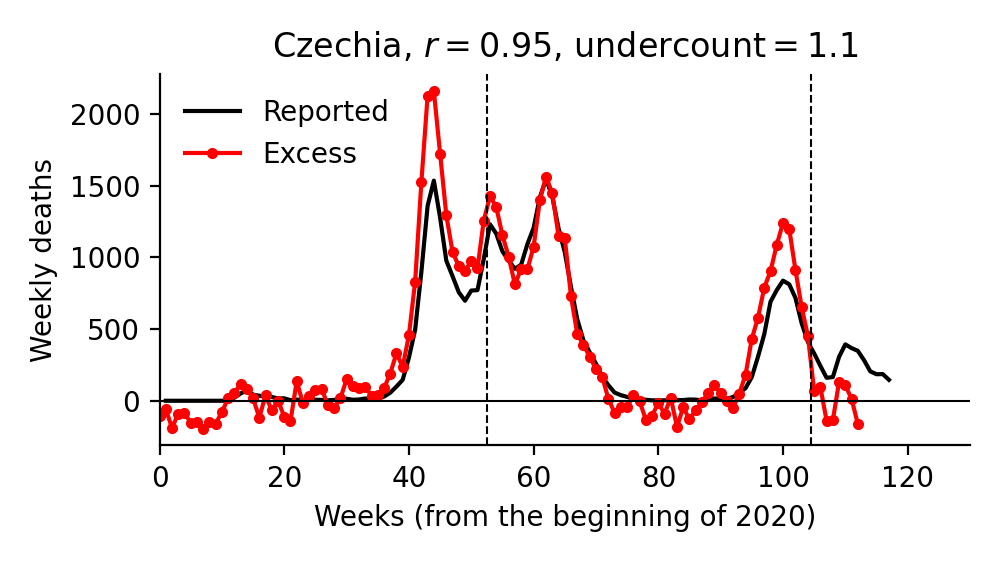 Czechia, r = 0.95, undercount = 1.1
Reported
Excess
Weekly deaths
2000
1500
1000
500
0
0 20 40 60 80 100 120
Weeks (from the beginning of 2020)